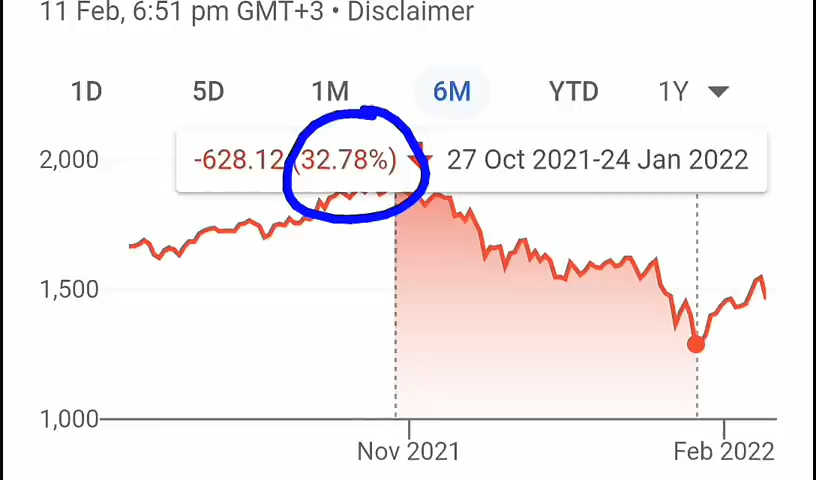 11 Feb, 6:51 pm GMT+3 • Disclaimer
1D 5D 1M 6M YTD 1Y
-628.12 (32.78%) 27 Oct 2021-24 Jan 2022
2,000
1,500
1,000
Nov 2021 Feb 2022